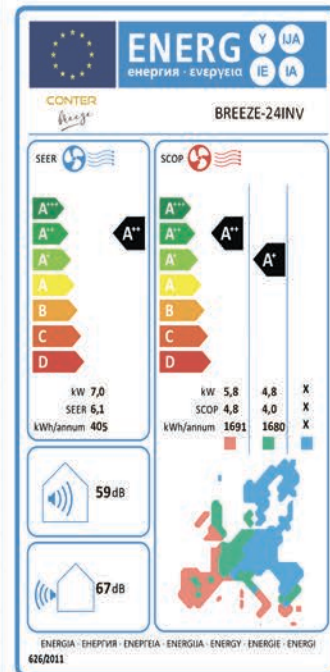 ENERG Y IJA
енергия · ενεργεια IE IA
CONTER
Breeze
BREEZE-24INV
SEER
SCOP
A+++ A+++
A++ A++ A++ A++
A+ A+ A+
A A
B B
C C
D D
kW 7,0
SEER 6,1
kWh/annum 405
kW 5,8 4,8 X
SCOP 4,8 4,0 X
kWh/annum 1691 1680 X
59dB
67dB
ENERGIA · ЕНЕРГИЯ · ΕΝΕΡΓΕΙΑ · ENERGIJA · ENERGY · ENERGIE · ENERGI
626/2011